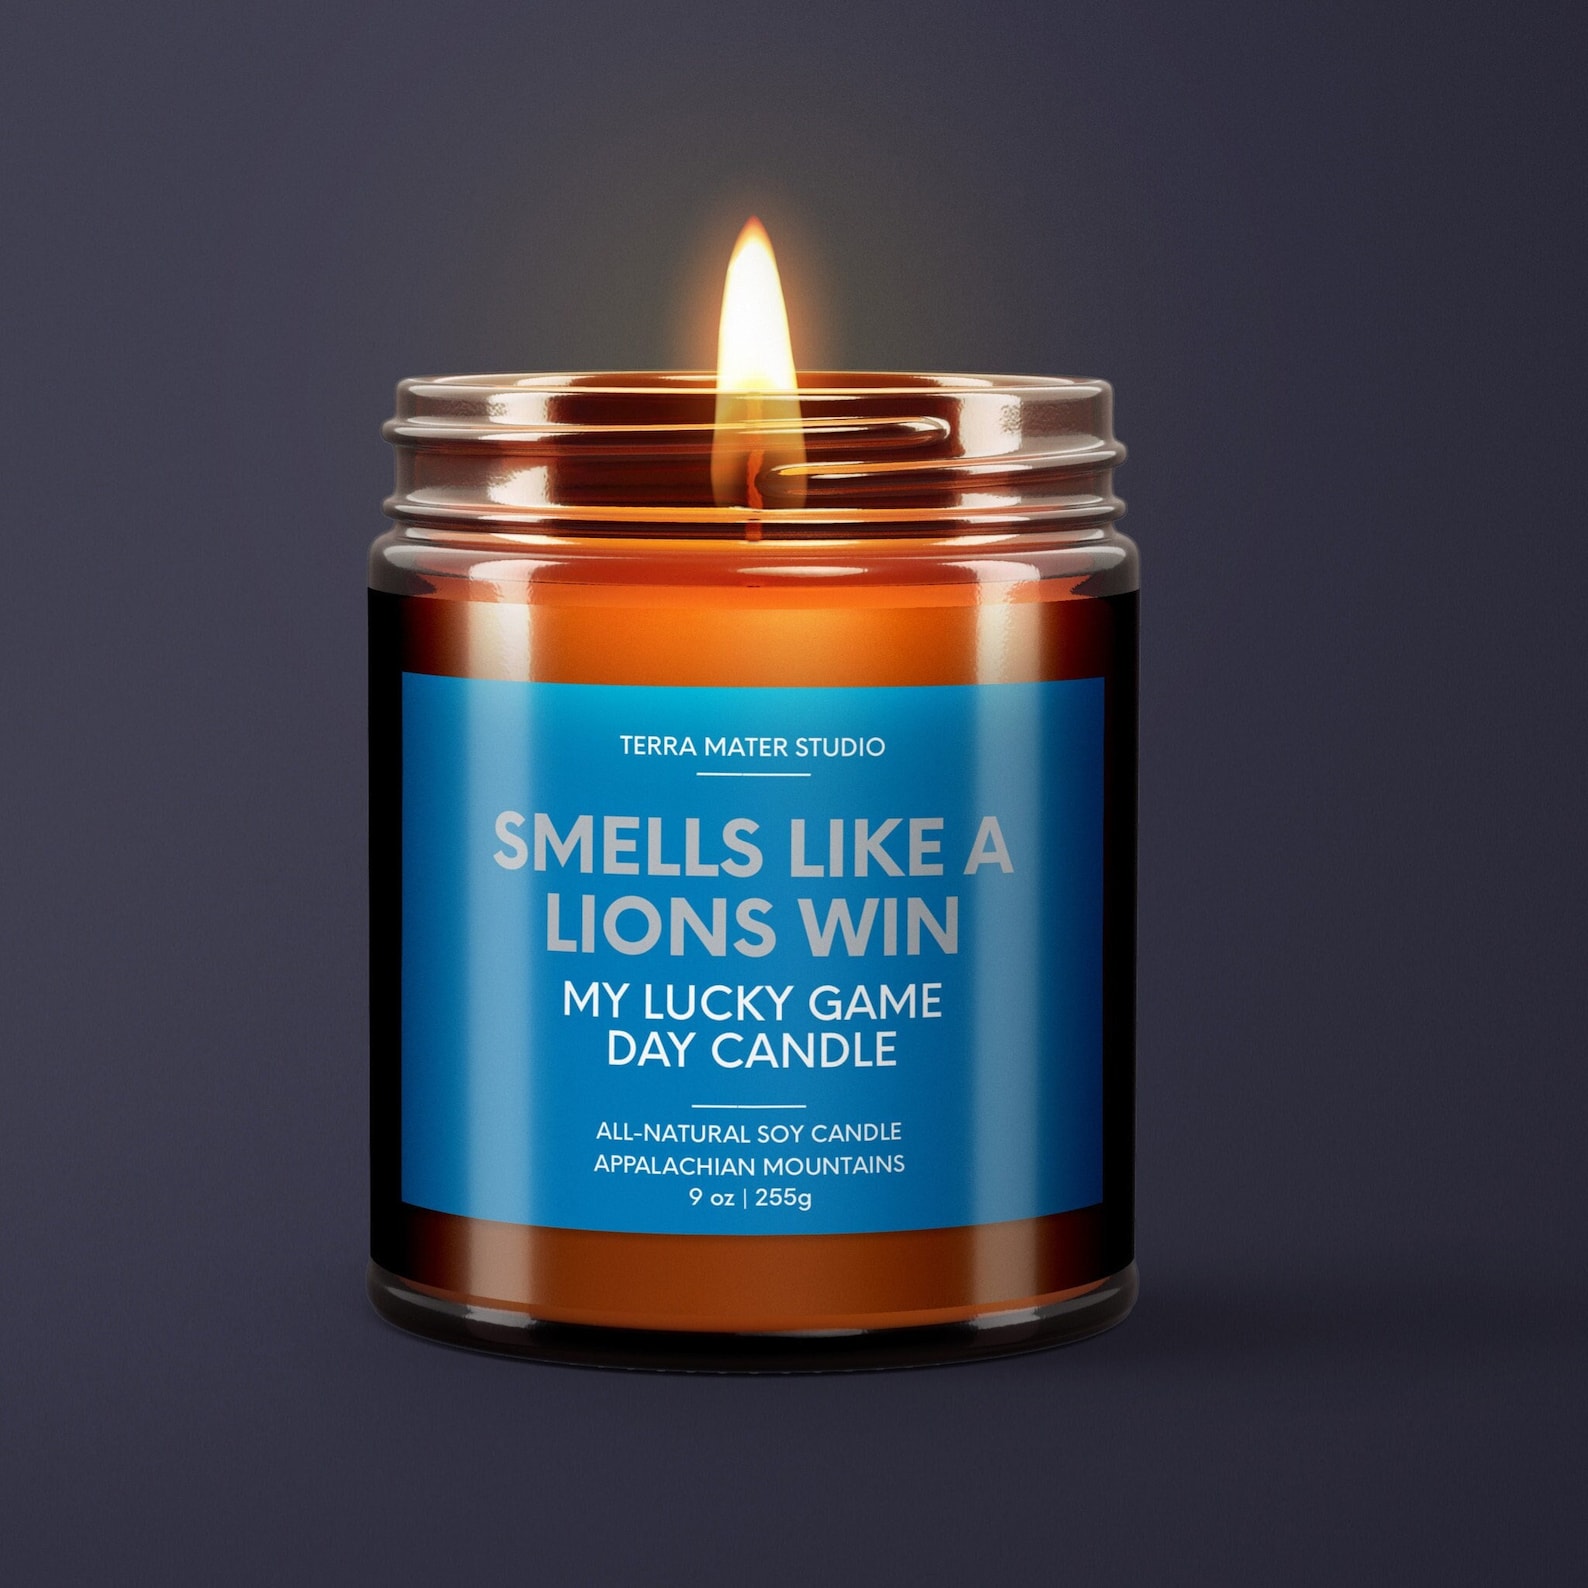 TERRA MATER STUDIO
SMELLS LIKE A
LIONS WIN
MY LUCKY GAME
DAY CANDLE
ALL-NATURAL SOY CANDLE
APPALACHIAN MOUNTAINS
9 oz | 255g